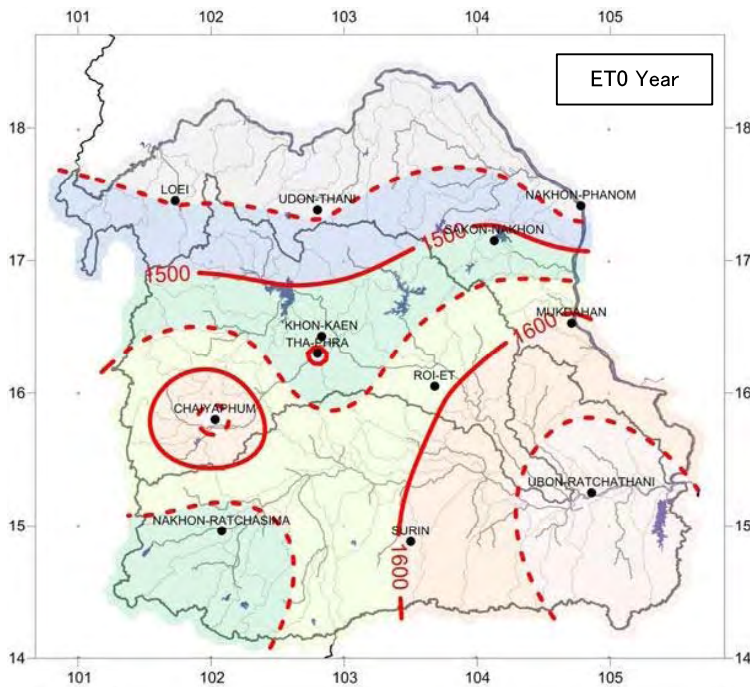 101 102 103 104 105
ET0 Year
18 18
LOEI
UDON-THANI
NAKHON-PHANOM
1500
SAKON-NAKHON
17 17
1500
MUKDAHAN
1600
KHON-KAEN
THA-PHRA
16 16
ROI-ET
CHAIYAPHUM
UBON-RATCHATHANI
15 15
NAKHON-RATCHASIMA
SURIN
1600
14 14
101 102 103 104 105